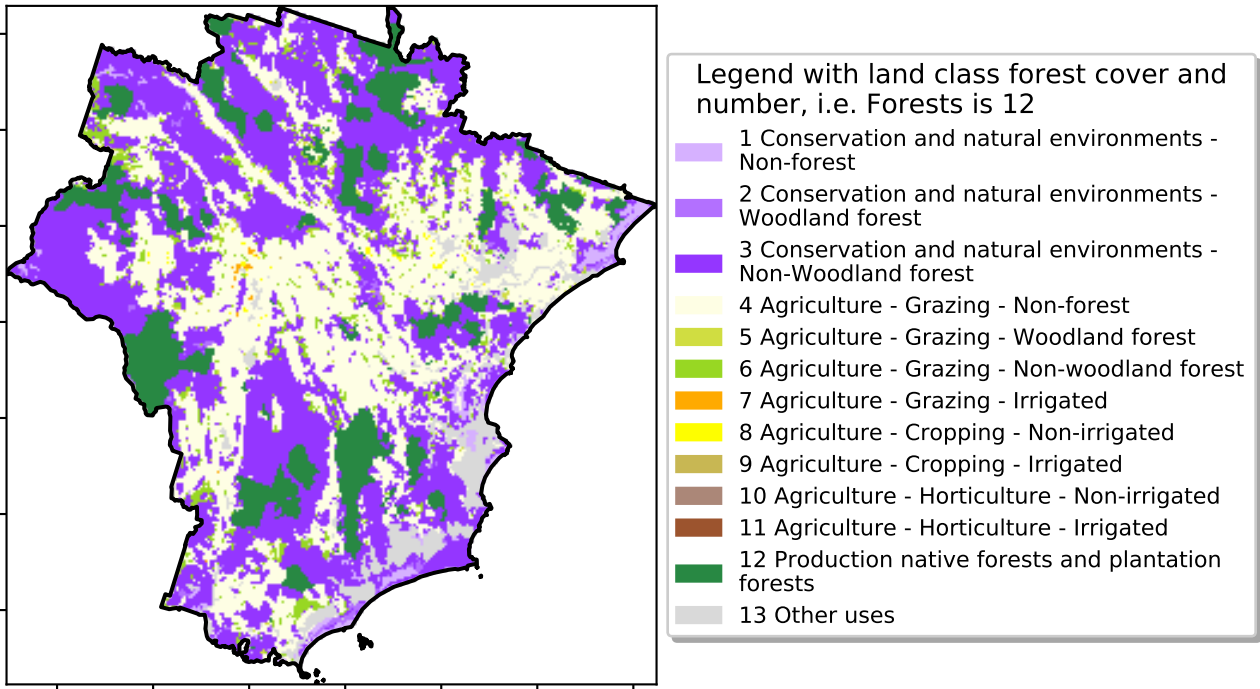 Legend with land class forest cover and
number, i.e. Forests is 12
1 Conservation and natural environments -
Non-forest
2 Conservation and natural environments -
Woodland forest
3 Conservation and natural environments -
Non-Woodland forest
4 Agriculture - Grazing - Non-forest
5 Agriculture - Grazing - Woodland forest
6 Agriculture - Grazing - Non-woodland forest
7 Agriculture - Grazing - Irrigated
8 Agriculture - Cropping - Non-irrigated
9 Agriculture - Cropping - Irrigated
10 Agriculture - Horticulture - Non-irrigated
11 Agriculture - Horticulture - Irrigated
12 Production native forests and plantation
forests
13 Other uses